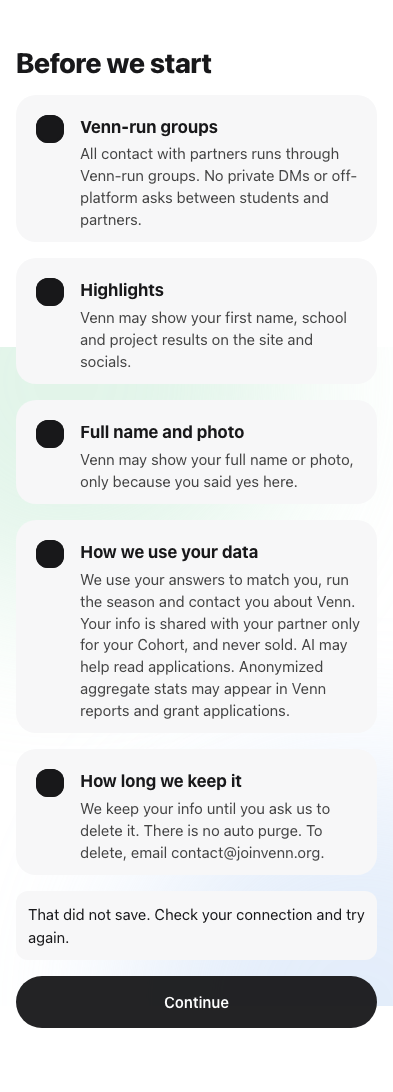 Before we start
Venn-run groups
All contact with partners runs through
Venn-run groups. No private DMs or off-
platform asks between students and
partners.
Highlights
Venn may show your first name, school
and project results on the site and
socials.
Full name and photo
Venn may show your full name or photo,
only because you said yes here.
How we use your data
We use your answers to match you, run
the season and contact you about Venn.
Your info is shared with your partner only
for your Cohort, and never sold. AI may
help read applications. Anonymized
aggregate stats may appear in Venn
reports and grant applications.
How long we keep it
We keep your info until you ask us to
delete it. There is no auto purge. To
delete, email contact@joinvenn.org.
That did not save. Check your connection and try
again.
Continue